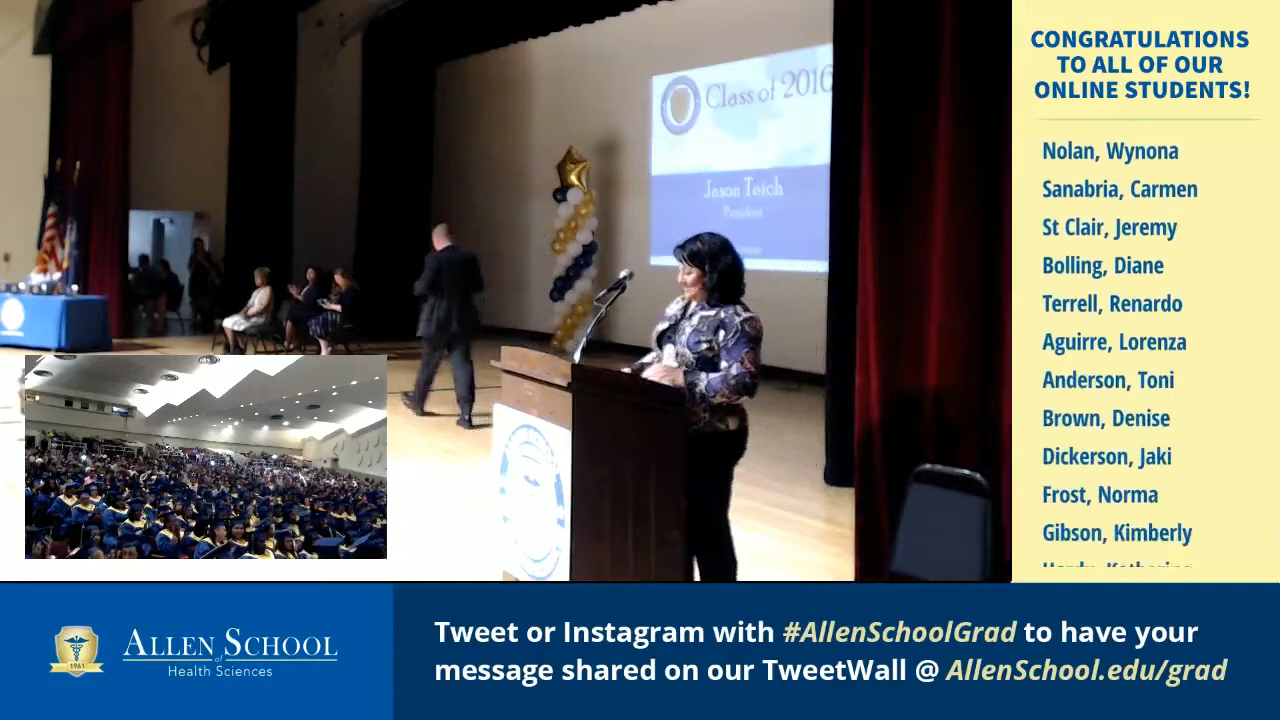 Class of 2016
Jason Teich
President
CONGRATULATIONS
TO ALL OF OUR
ONLINE STUDENTS!
Nolan, Wynona
Sanabria, Carmen
St Clair, Jeremy
Bolling, Diane
Terrell, Renardo
Aguirre, Lorenza
Anderson, Toni
Brown, Denise
Dickerson, Jaki
Frost, Norma
Gibson, Kimberly
1961
ALLEN SCHOOL
of
Health Sciences
Tweet or Instagram with #AllenSchoolGrad to have your
message shared on our TweetWall @ AllenSchool.edu/grad